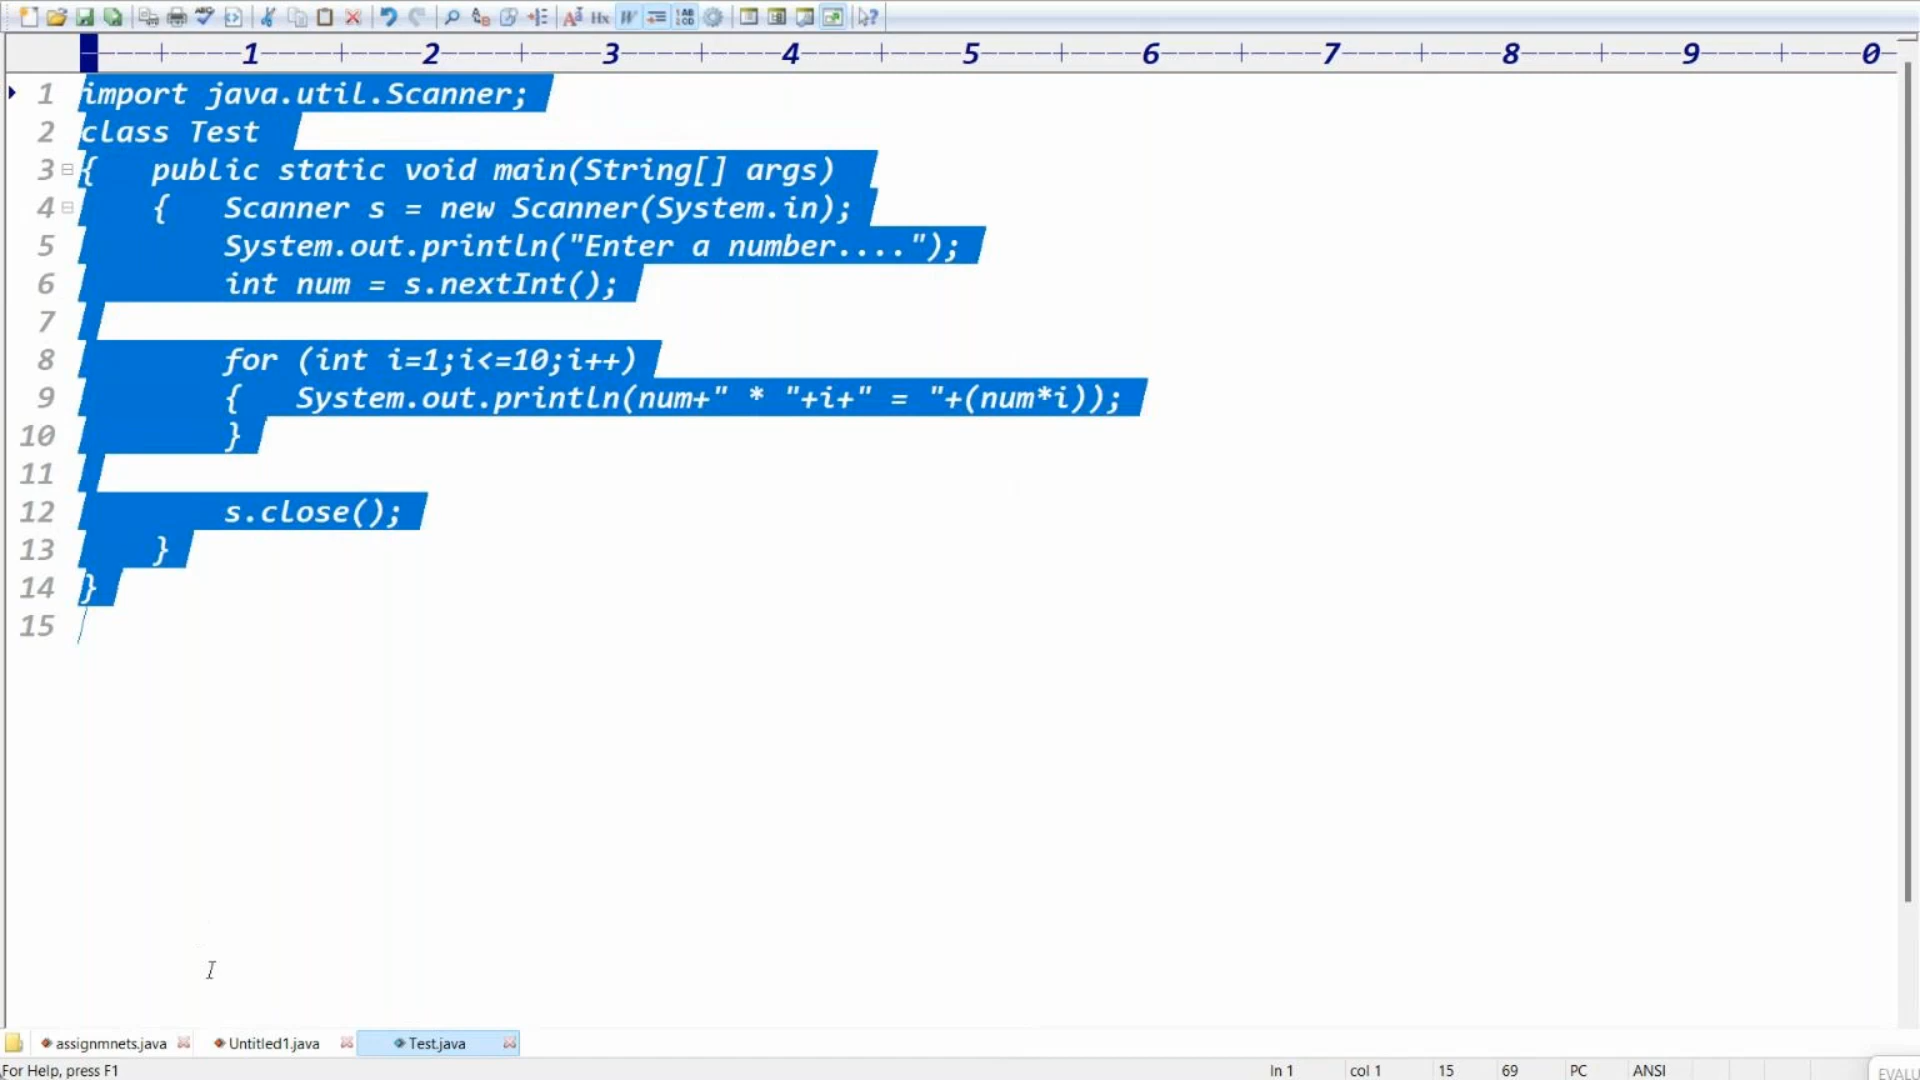 ----+----1----+----2----+----3----+----4----+----5----+----6----+----7----+----8----+----9----+----0
1 import java.util.Scanner;
2 class Test
3 {   public static void main(String[] args)
4     {   Scanner s = new Scanner(System.in);
5         System.out.println("Enter a number....");
6         int num = s.nextInt();
7
8         for (int i=1;i<=10;i++)
9         {   System.out.println(num+" * "+i+" = "+(num*i));
10         }
11
12         s.close();
13     }
14 }
15
assignmnets.java Untitled1.java Test.java
For Help, press F1 ln 1 col 1 15 69 PC ANSI